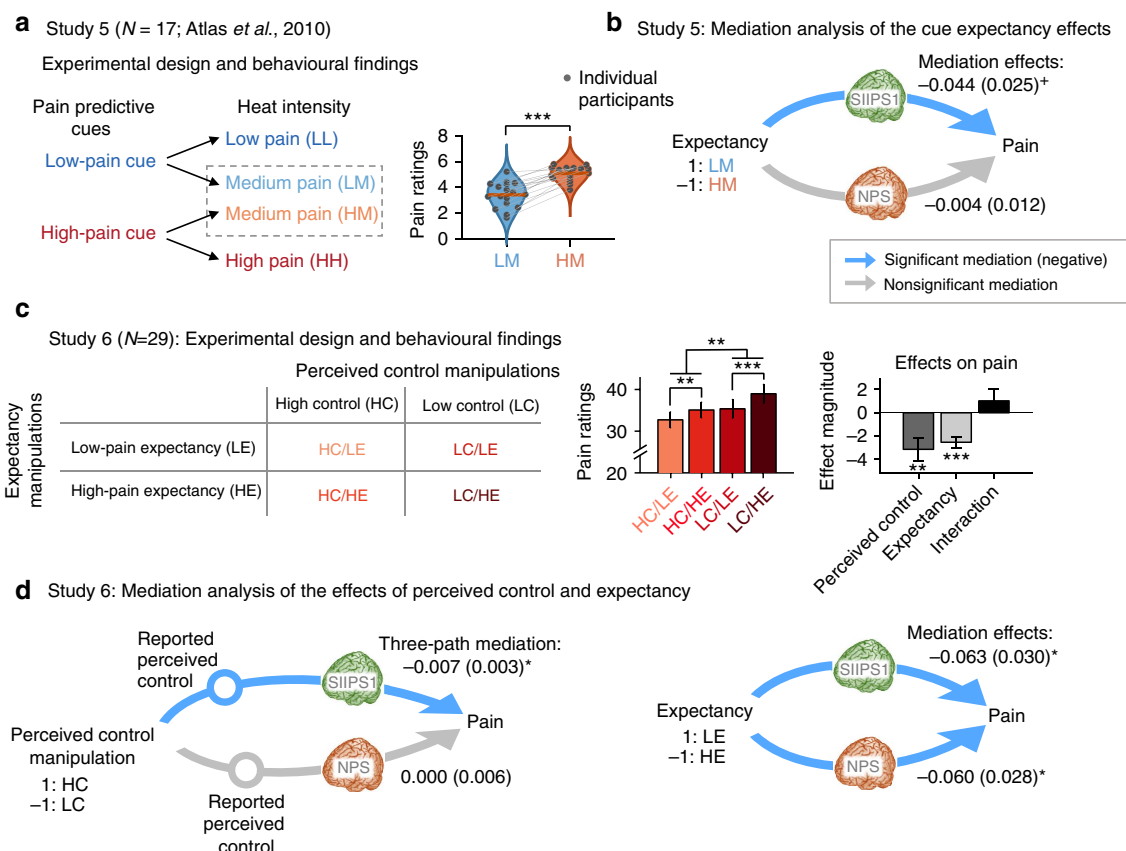 a Study 5 (N = 17; Atlas et al., 2010)
Experimental design and behavioural findings
Pain predictive
cues
Heat intensity
Low-pain cue
High-pain cue
Low pain (LL)
Medium pain (LM)
Medium pain (HM)
High pain (HH)
Individual
participants
***
Pain ratings
8
6
4
2
0
LM
HM
b Study 5: Mediation analysis of the cue expectancy effects
Expectancy
1: LM
–1: HM
SIIPS1
NPS
Mediation effects:
–0.044 (0.025)+
Pain
–0.004 (0.012)
Significant mediation (negative)
Nonsignificant mediation
c Study 6 (N=29): Experimental design and behavioural findings
Perceived control manipulations
Expectancy
manipulations
High control (HC) Low control (LC)
Low-pain expectancy (LE) HC/LE LC/LE
High-pain expectancy (HE) HC/HE LC/HE
**
** ***
Pain ratings
40
30
20
HC/LE
HC/HE
LC/LE
LC/HE
Effects on pain
Effect magnitude
2
0
–2
–4
** ***
Perceived control
Expectancy
Interaction
d Study 6: Mediation analysis of the effects of perceived control and expectancy
Reported
perceived
control
Perceived control
manipulation
1: HC
–1: LC
SIIPS1
NPS
Three-path mediation:
–0.007 (0.003)*
Pain
0.000 (0.006)
Reported
perceived
control
Expectancy
1: LE
–1: HE
SIIPS1
NPS
Mediation effects:
–0.063 (0.030)*
Pain
–0.060 (0.028)*